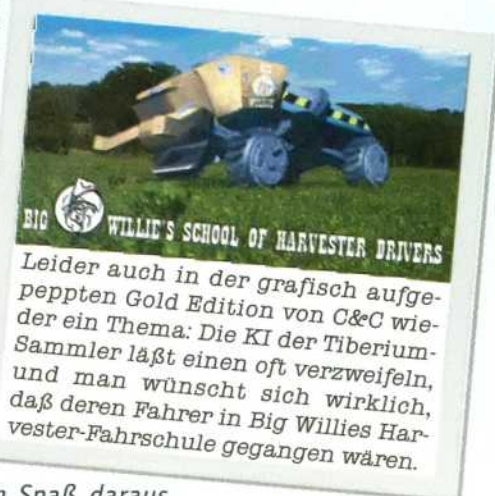 BIG WILLIE'S SCHOOL OF HARVESTER DRIVERS
Leider auch in der grafisch aufge-
peppten Gold Edition von C&C wie-
der ein Thema: Die KI der Tiberium-
Sammler läßt einen oft verzweifeln,
und man wünscht sich wirklich,
daß deren Fahrer in Big Willies Har-
vester-Fahrschule gegangen wären.
Spaß daraus